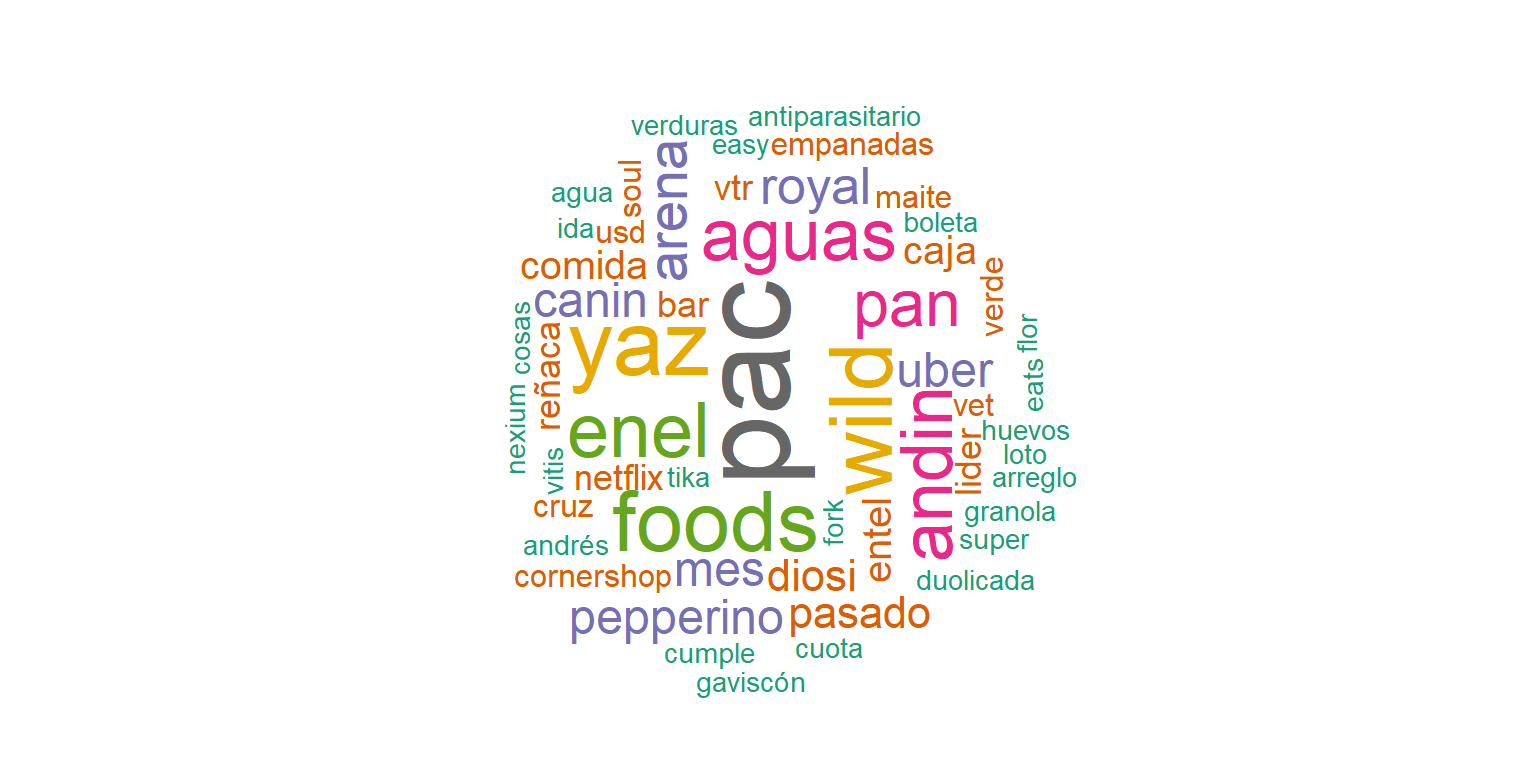 antiparasitario
verduras
easy
empanadas
arena
soul
vtr
royal
agua
maite
ida
usd
aguas
boleta
caja
comida
canin
bar
pac
pan
verde
cosas
reñaca
yaz
wild
uber
flor
eats
nexium
enel
andin
vet
lider
huevos
loto
vitis
netflix
tika
arreglo
cruz
foods
fork
entel
granola
andrés
super
cornershop
mes
diosi
duolicada
pepperino
pasado
cumple
cuota
gaviscón